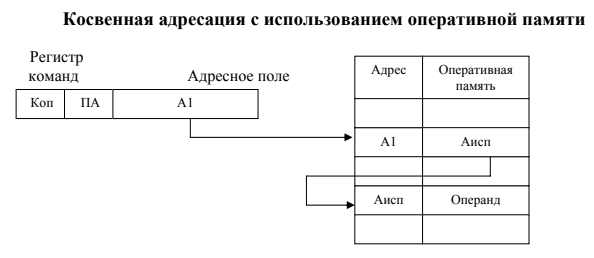 Косвенная адресация с использованием оперативной памяти
Регистр
команд
Адресное поле
Коп ПА А1
Адрес Оперативная
память
А1 Аисп
Аисп Операнд